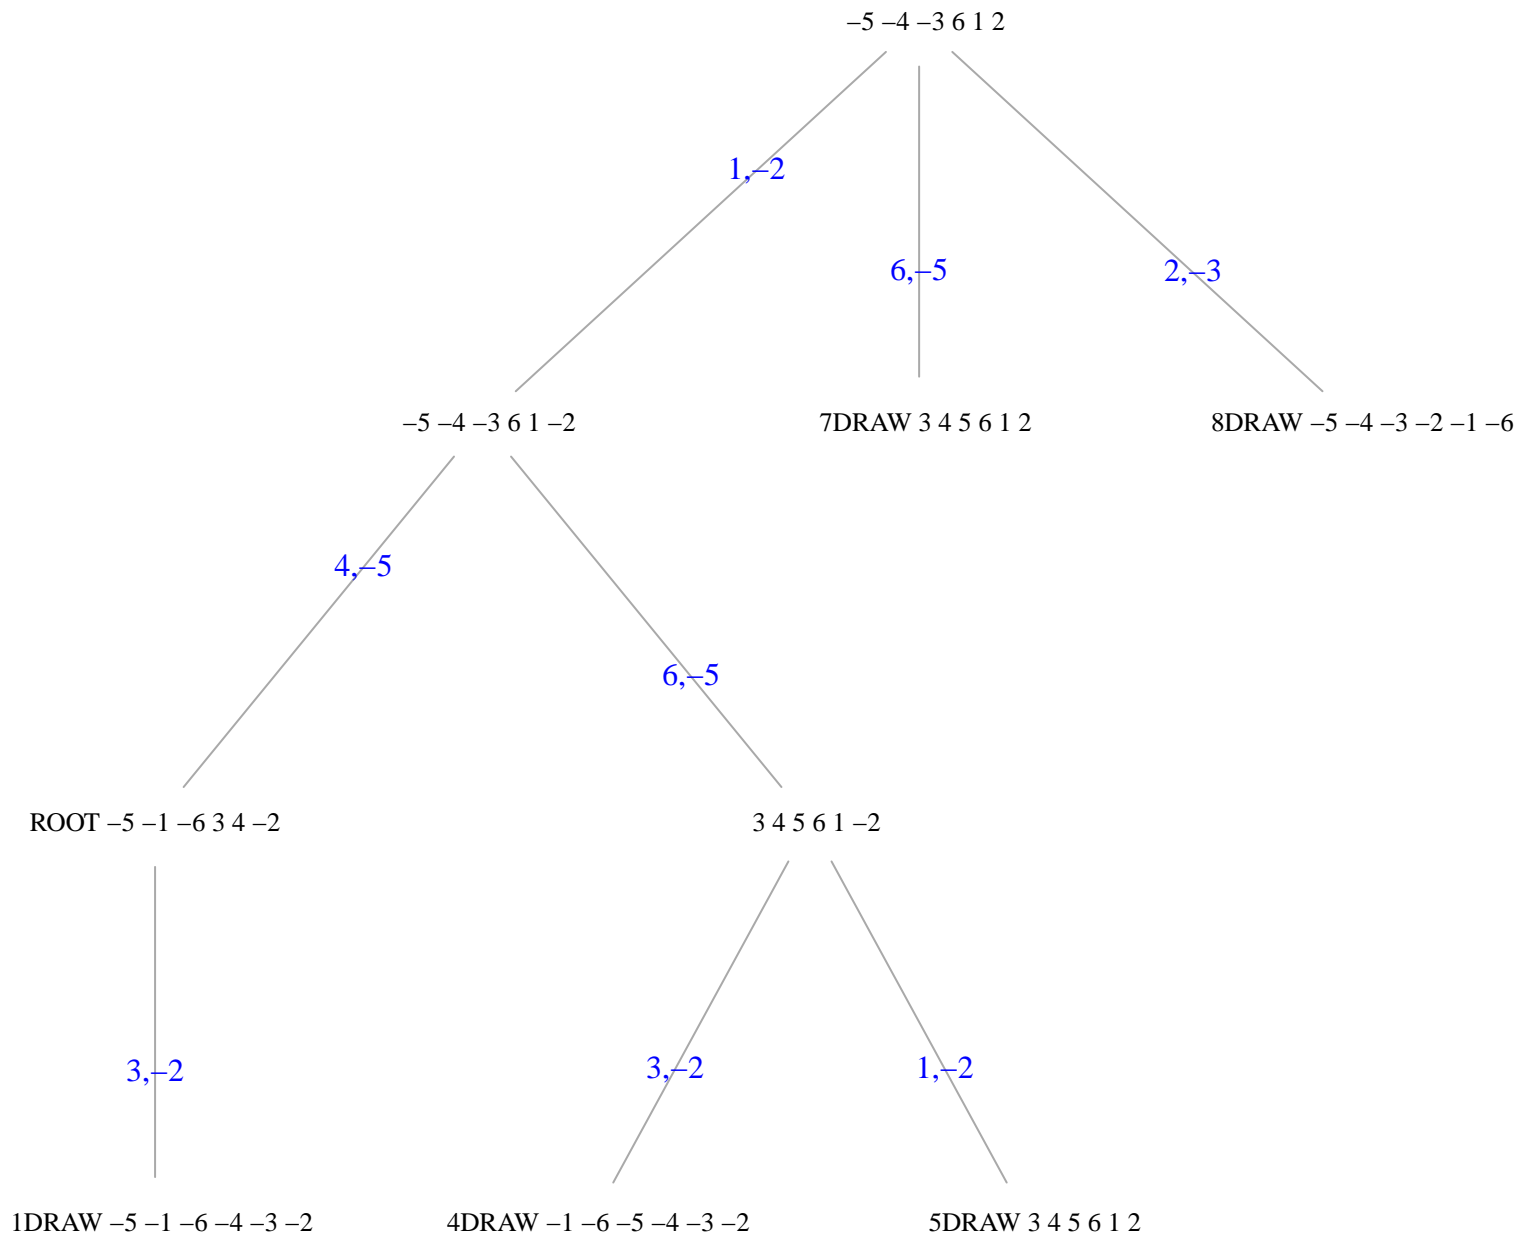 –5 –4 –3 6 1 2
1,–2
6,–5
2,–3
–5 –4 –3 6 1 –2
7DRAW 3 4 5 6 1 2
8DRAW –5 –4 –3 –2 –1 –6
4,–5
6,–5
ROOT –5 –1 –6 3 4 –2
3 4 5 6 1 –2
3,–2
3,–2
1,–2
1DRAW –5 –1 –6 –4 –3 –2
4DRAW –1 –6 –5 –4 –3 –2
5DRAW 3 4 5 6 1 2